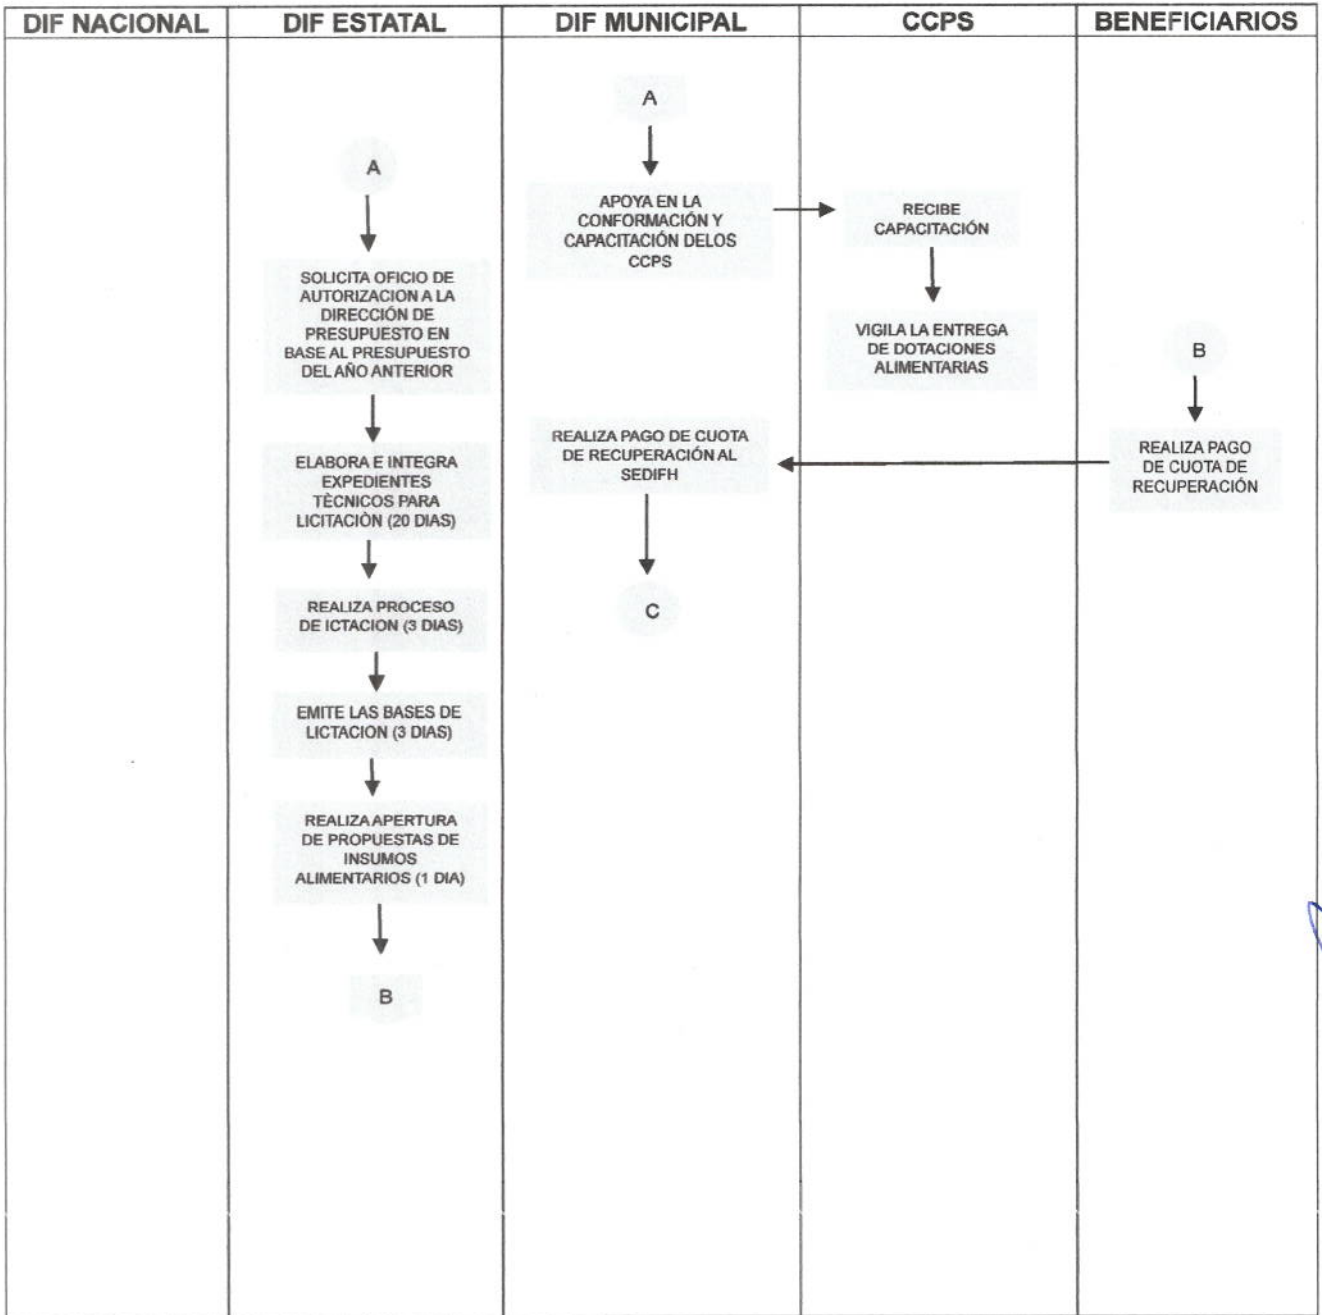 DIF NACIONAL
DIF ESTATAL
DIF MUNICIPAL
CCPS
BENEFICIARIOS
A
SOLICITA OFICIO DE
AUTORIZACION A LA
DIRECCIÓN DE
PRESUPUESTO EN
BASE AL PRESUPUESTO
DEL AÑO ANTERIOR
ELABORA E INTEGRA
EXPEDIENTES
TÈCNICOS PARA
LICITACIÒN (20 DIAS)
REALIZA PROCESO
DE ICTACION (3 DIAS)
EMITE LAS BASES DE
LICTACION (3 DIAS)
REALIZA APERTURA
DE PROPUESTAS DE
INSUMOS
ALIMENTARIOS (1 DIA)
B
A
APOYA EN LA
CONFORMACIÓN Y
CAPACITACIÓN DELOS
CCPS
REALIZA PAGO DE CUOTA
DE RECUPERACIÓN AL
SEDIFH
C
RECIBE
CAPACITACIÓN
VIGILA LA ENTREGA
DE DOTACIONES
ALIMENTARIAS
B
REALIZA PAGO
DE CUOTA DE
RECUPERACIÓN